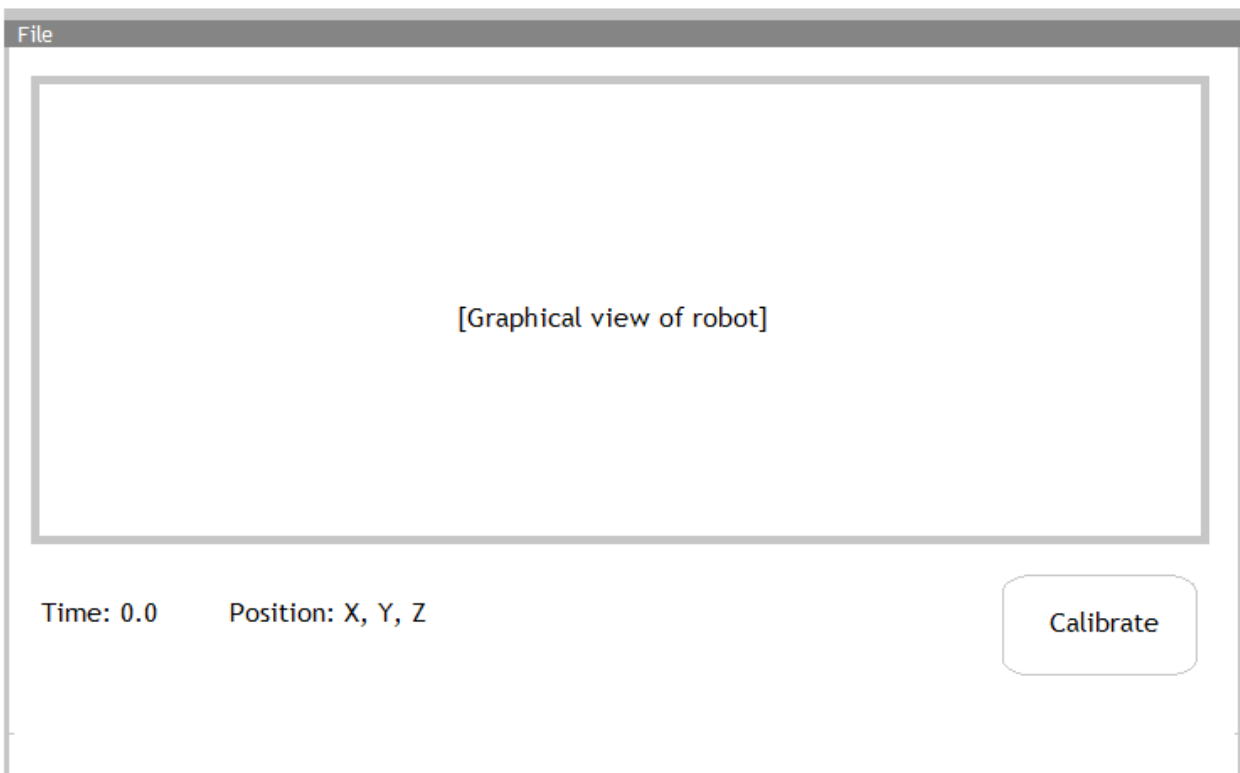 File
[Graphical view of robot]
Time: 0.0 Position: X, Y, Z
Calibrate